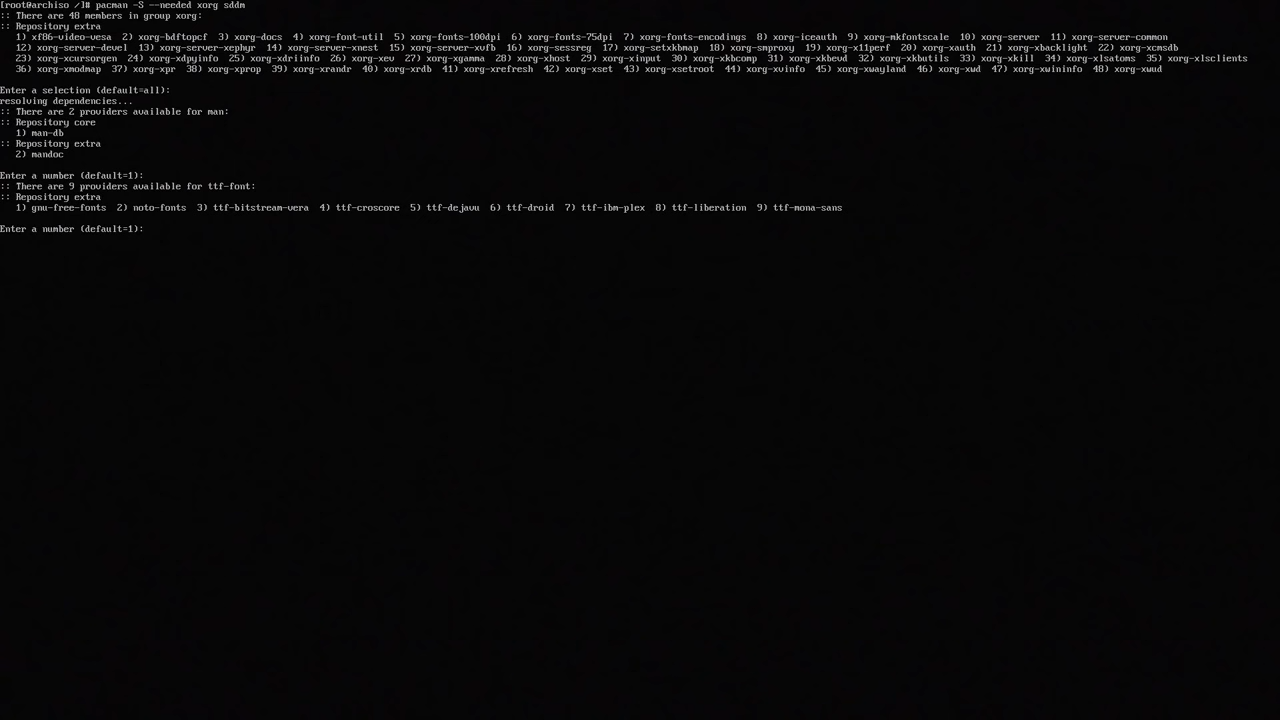 [root@archiso /]# pacman -S --needed xorg sddm
:: There are 48 members in group xorg:
:: Repository extra
   1) xf86-video-vesa  2) xorg-bdftopcf  3) xorg-docs  4) xorg-font-util  5) xorg-fonts-100dpi  6) xorg-fonts-75dpi  7) xorg-fonts-encodings  8) xorg-iceauth  9) xorg-mkfontscale  10) xorg-server  11) xorg-server-common
   12) xorg-server-devel  13) xorg-server-xephyr  14) xorg-server-xnest  15) xorg-server-xvfb  16) xorg-sessreg  17) xorg-setxkbmap  18) xorg-smproxy  19) xorg-x11perf  20) xorg-xauth  21) xorg-xbacklight  22) xorg-xcmsdb
   23) xorg-xcursorgen  24) xorg-xdpyinfo  25) xorg-xdriinfo  26) xorg-xev  27) xorg-xgamma  28) xorg-xhost  29) xorg-xinput  30) xorg-xkbcomp  31) xorg-xkbevd  32) xorg-xkbutils  33) xorg-xkill  34) xorg-xlsatoms  35) xorg-xlsclients
   36) xorg-xmodmap  37) xorg-xpr  38) xorg-xprop  39) xorg-xrandr  40) xorg-xrdb  41) xorg-xrefresh  42) xorg-xset  43) xorg-xsetroot  44) xorg-xvinfo  45) xorg-xwayland  46) xorg-xwd  47) xorg-xwininfo  48) xorg-xwud
Enter a selection (default=all):
resolving dependencies...
:: There are 2 providers available for man:
:: Repository core
   1) man-db
:: Repository extra
   2) mandoc
Enter a number (default=1):
:: There are 9 providers available for ttf-font:
:: Repository extra
   1) gnu-free-fonts  2) noto-fonts  3) ttf-bitstream-vera  4) ttf-croscore  5) ttf-dejavu  6) ttf-droid  7) ttf-ibm-plex  8) ttf-liberation  9) ttf-mona-sans
Enter a number (default=1):